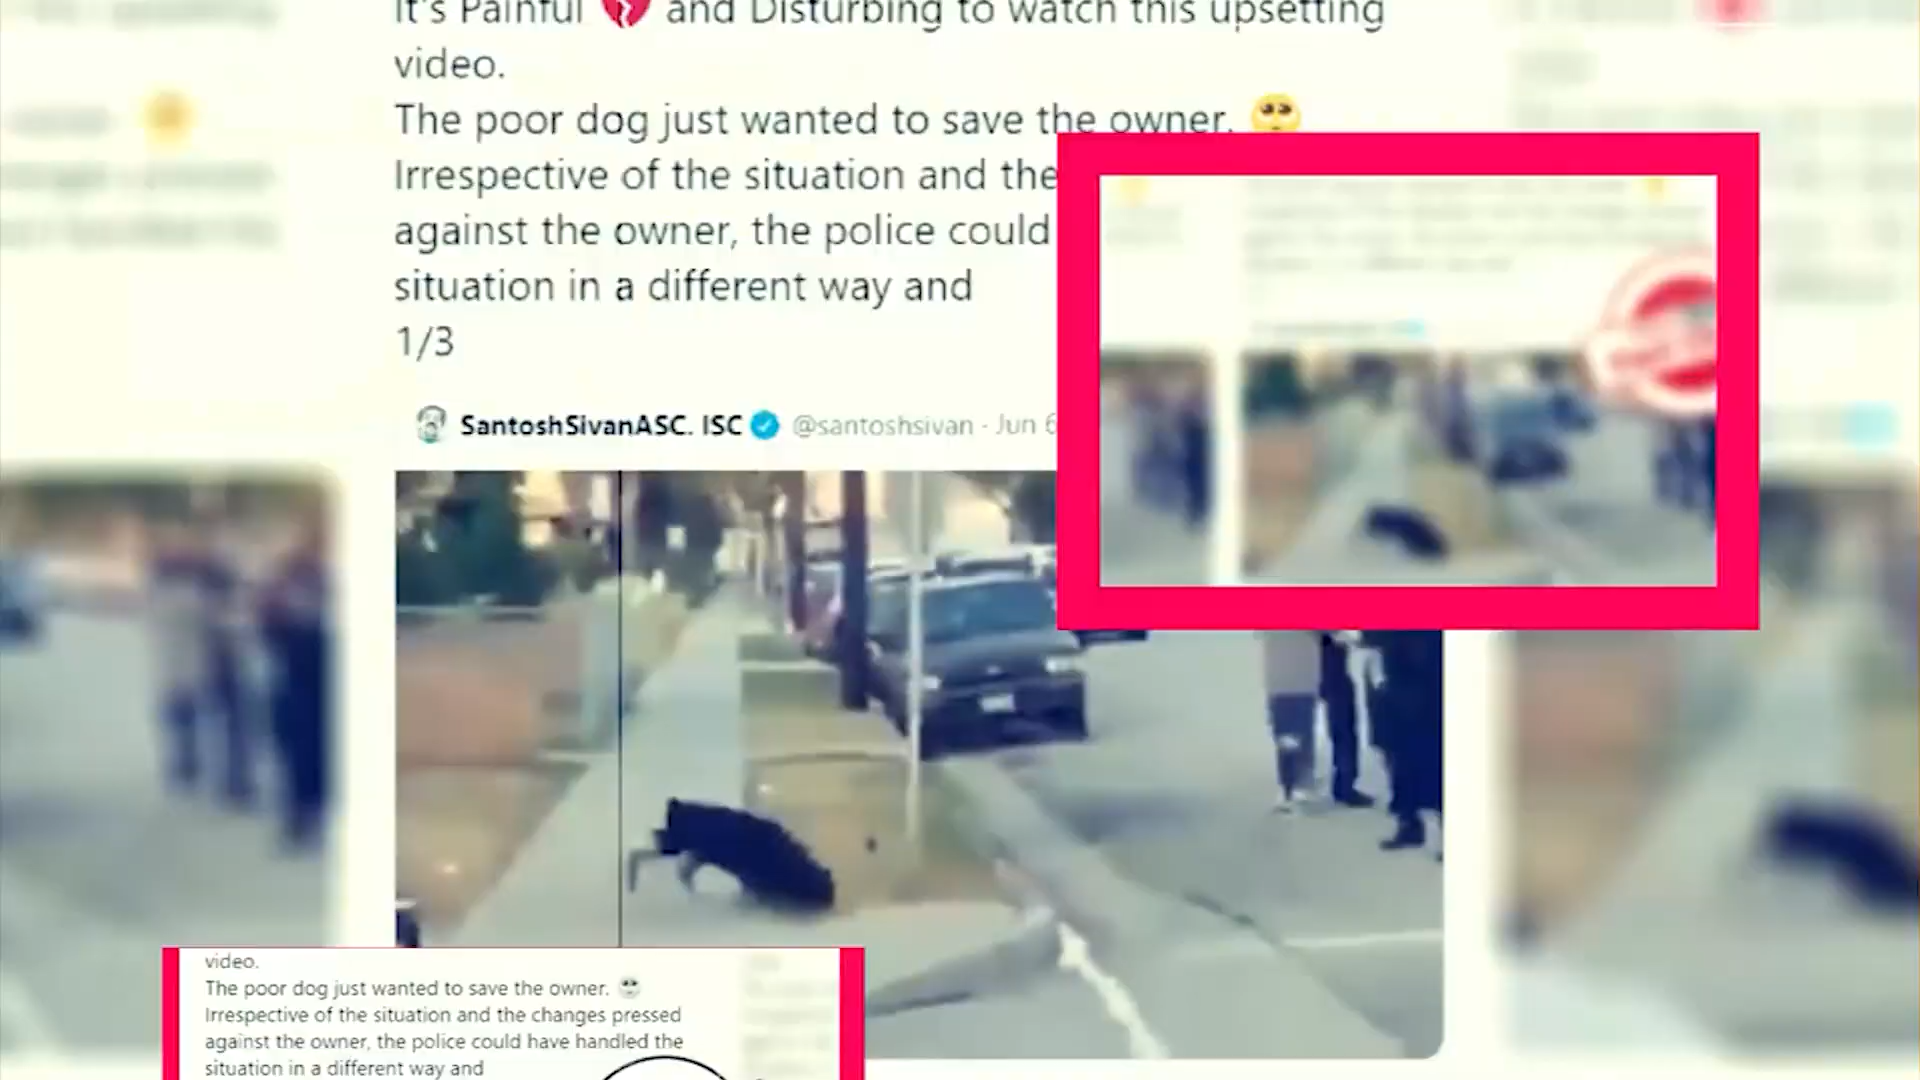 It's Painful 💔 and Disturbing to watch this upsetting
video.
The poor dog just wanted to save the owner. 🥺
Irrespective of the situation and the
against the owner, the police could
situation in a different way and
1/3
SantoshSivanASC. ISC @santoshsivan · Jun 6
video.
The poor dog just wanted to save the owner. 🥺
Irrespective of the situation and the changes pressed
against the owner, the police could have handled the
situation in a different way and